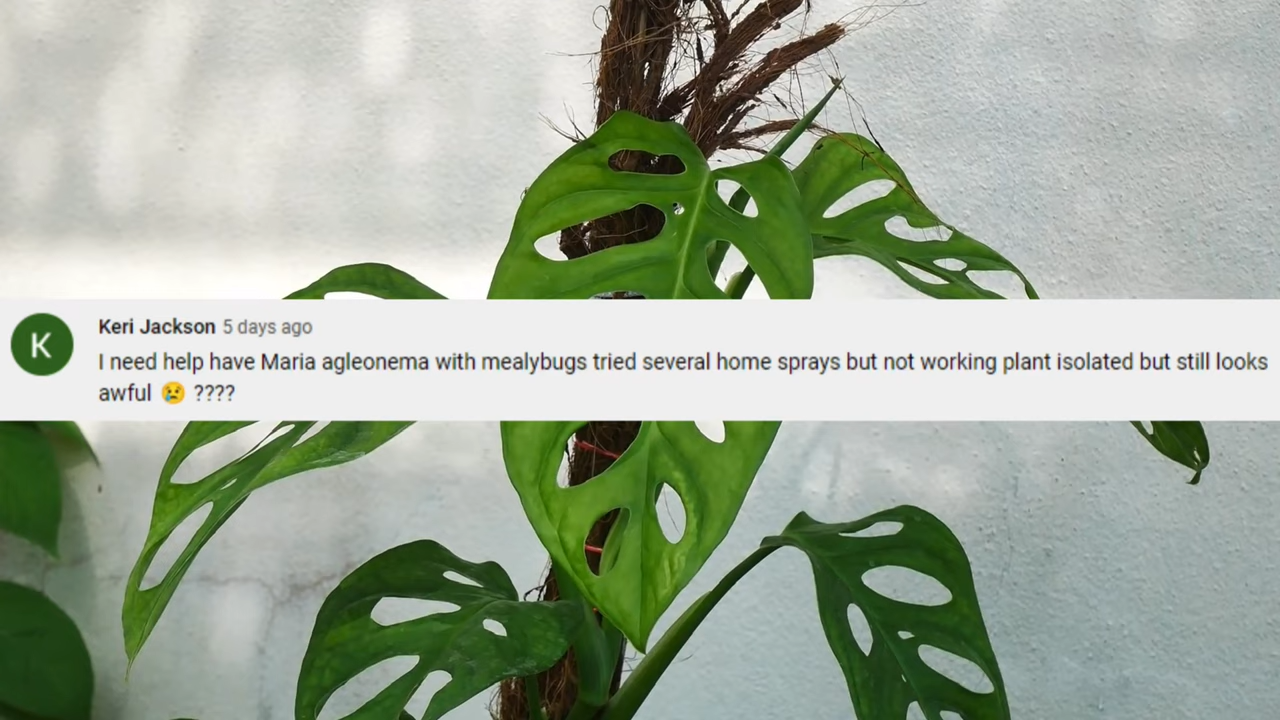 K
Keri Jackson 5 days ago
I need help have Maria agleonema with mealybugs tried several home sprays but not working plant isolated but still looks
awful 😢 ????